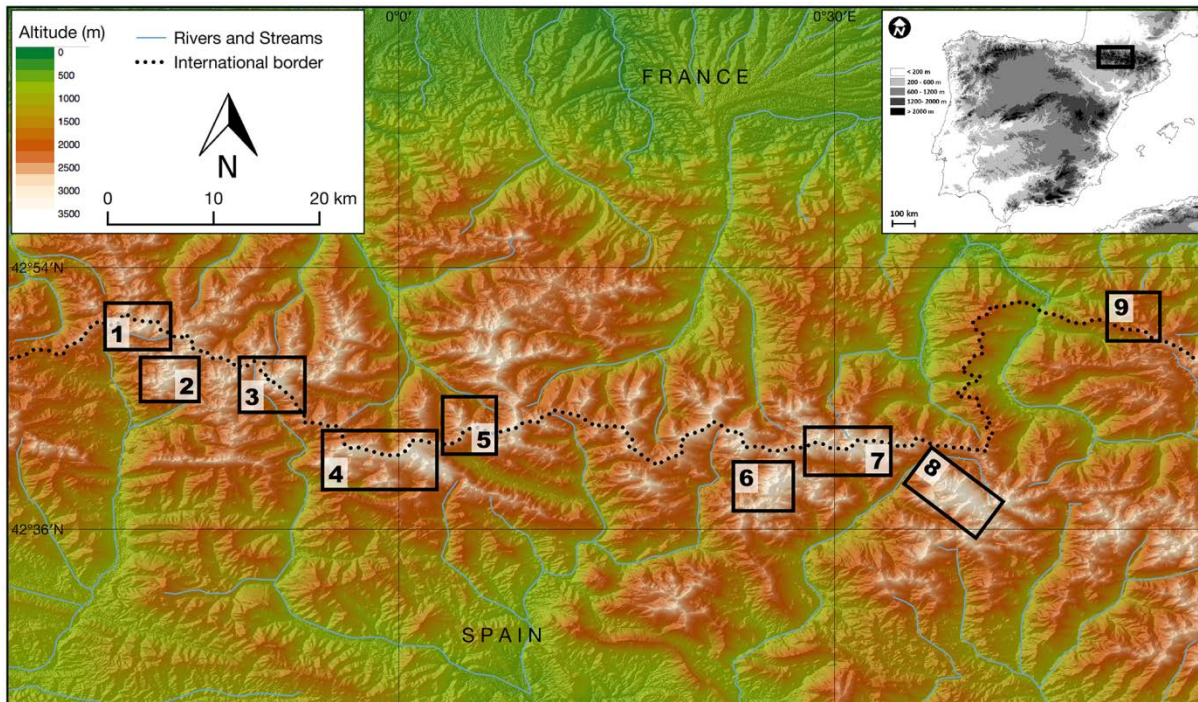 Altitude (m)
0
500
1000
1500
2000
2500
3000
3500
Rivers and Streams
International border
N
0 10 20 km
0°0'
0°30'E
FRANCE
N
< 200 m
200 - 600 m
600 - 1200 m
1200- 2000 m
> 2000 m
100 km
42°54'N
1
2
3
4
5
6
7
8
9
42°36'N
SPAIN